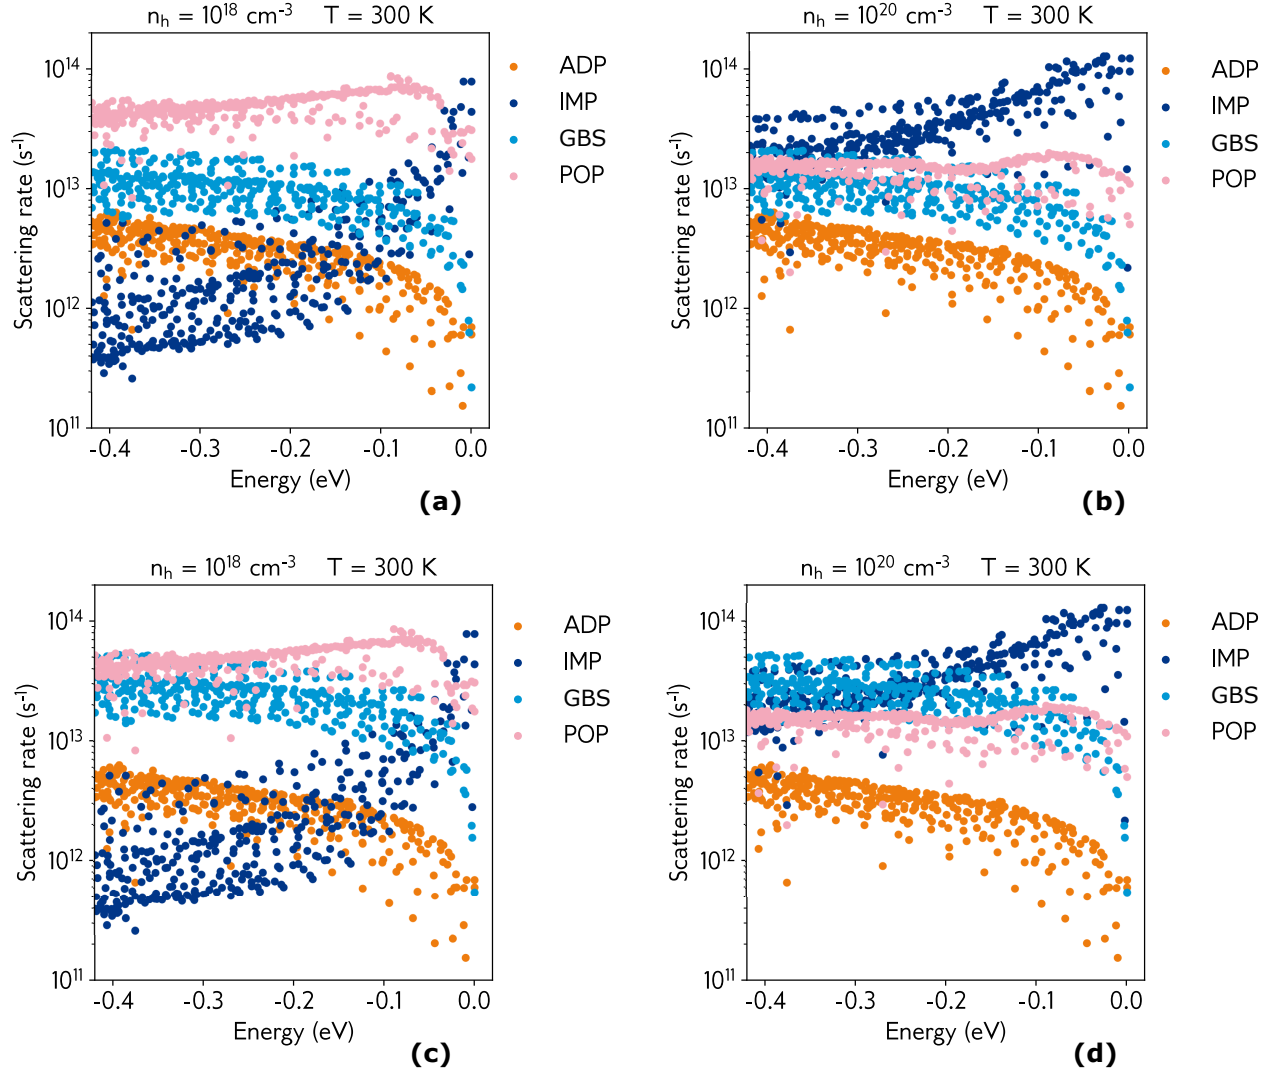 n_h = 10^18 cm^-3 T = 300 K
Scattering rate (s^-1)
10^14
10^13
10^12
10^11
-0.4 -0.3 -0.2 -0.1 0.0
Energy (eV)
ADP
IMP
GBS
POP
(a)
n_h = 10^20 cm^-3 T = 300 K
Scattering rate (s^-1)
10^14
10^13
10^12
10^11
-0.4 -0.3 -0.2 -0.1 0.0
Energy (eV)
ADP
IMP
GBS
POP
(b)
n_h = 10^18 cm^-3 T = 300 K
Scattering rate (s^-1)
10^14
10^13
10^12
10^11
-0.4 -0.3 -0.2 -0.1 0.0
Energy (eV)
ADP
IMP
GBS
POP
(c)
n_h = 10^20 cm^-3 T = 300 K
Scattering rate (s^-1)
10^14
10^13
10^12
10^11
-0.4 -0.3 -0.2 -0.1 0.0
Energy (eV)
ADP
IMP
GBS
POP
(d)